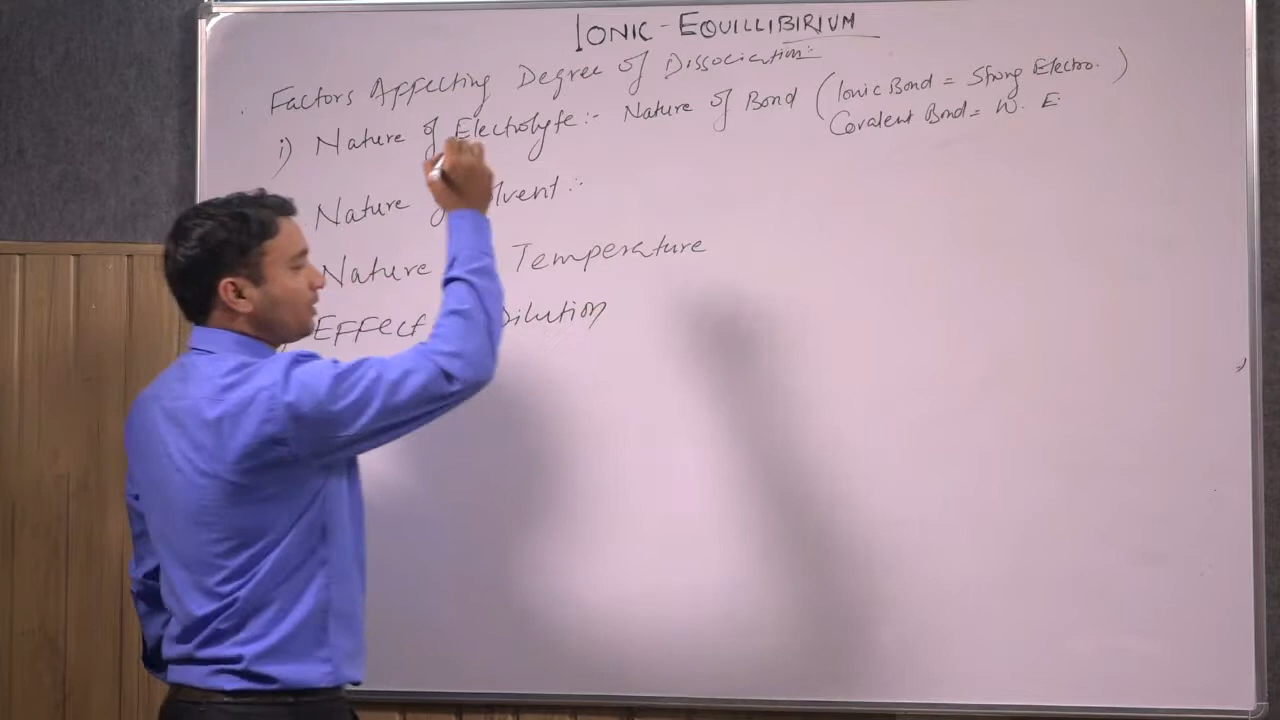 IONIC-EQUILLIBIRIUM
Factors Affecting Degree of Dissociation:-
i) Nature of Electrolyte:- Nature of Bond (Ionic Bond = Strong Electro. )
Covalent Bond = W. E.
Nature lvent:-
Nature Temperature
Effect Dilution